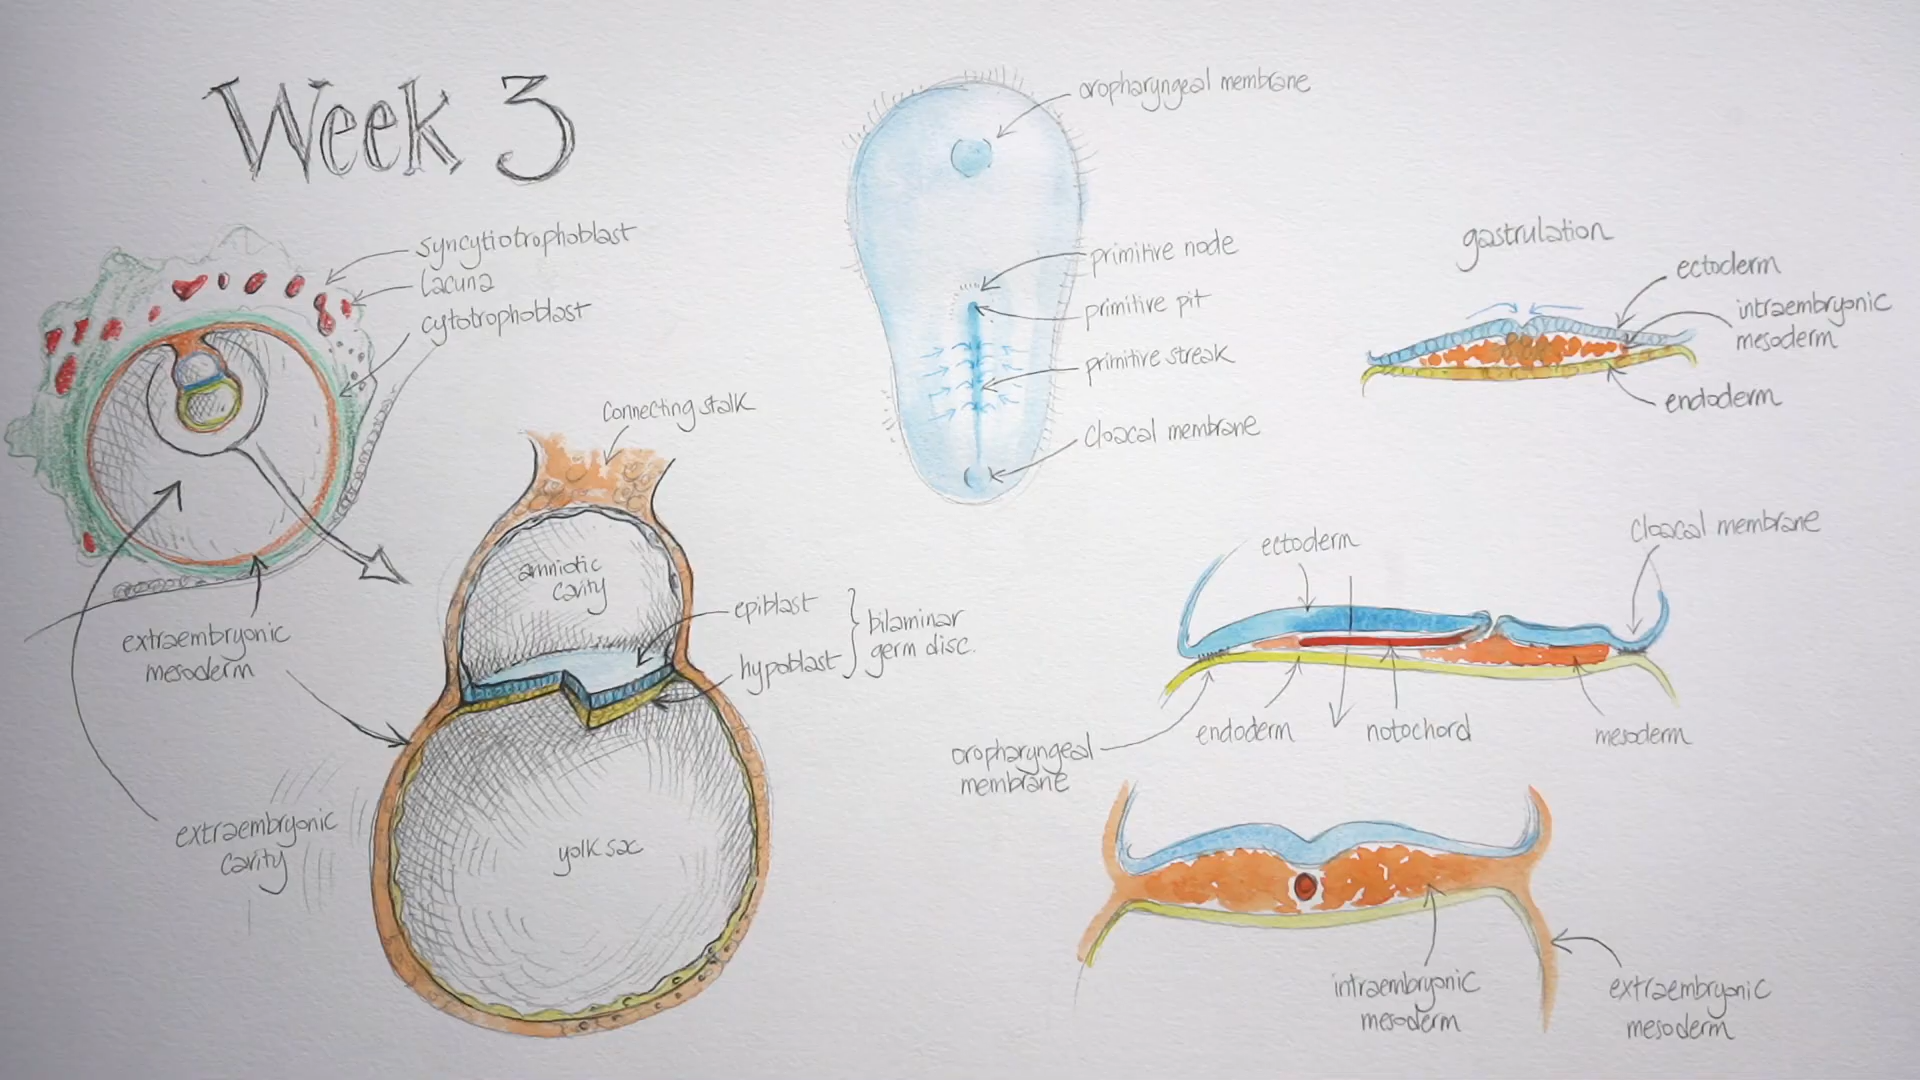 Week 3
syncytiotrophoblast
lacuna
cytotrophoblast
connecting stalk
amniotic
cavity
epiblast
hypoblast
bilaminar
germ disc.
extraembryonic
mesoderm
extraembryonic
cavity
yolk sac
oropharyngeal membrane
primitive node
primitive pit
primitive streak
cloacal membrane
gastrulation
ectoderm
intraembryonic
mesoderm
endoderm
ectoderm
cloacal membrane
oropharyngeal
membrane
endoderm
notochord
mesoderm
intraembryonic
mesoderm
extraembryonic
mesoderm